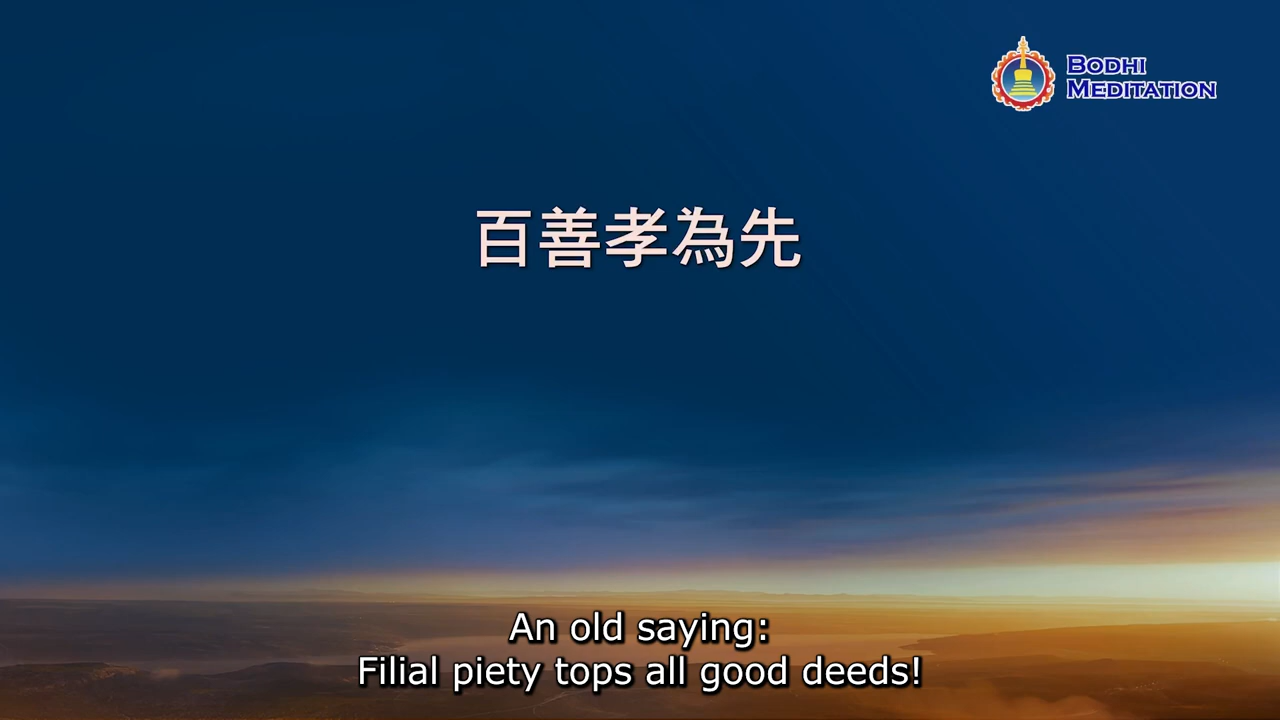 BODHI
MEDITATION
百善孝為先
An old saying:
Filial piety tops all good deeds!